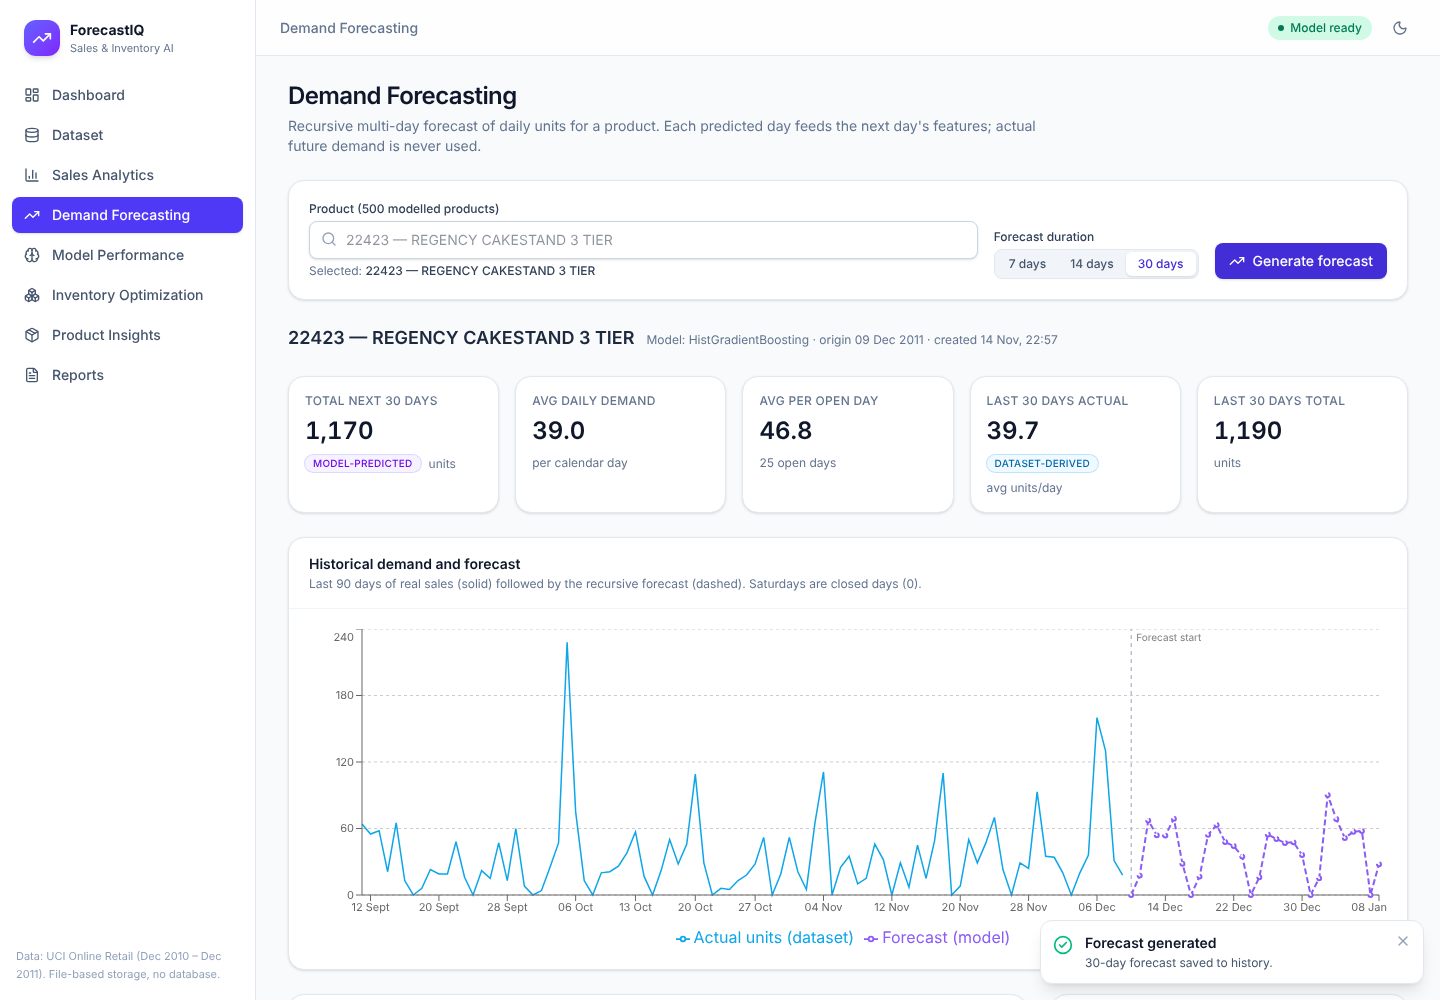 ForecastIQ
Sales & Inventory AI
Dashboard
Dataset
Sales Analytics
Demand Forecasting
Model Performance
Inventory Optimization
Product Insights
Reports
Data: UCI Online Retail (Dec 2010 – Dec
2011). File-based storage, no database.
Demand Forecasting
Model ready
Demand Forecasting
Recursive multi-day forecast of daily units for a product. Each predicted day feeds the next day's features; actual
future demand is never used.
Product (500 modelled products)
22423 — REGENCY CAKESTAND 3 TIER
Selected: 22423 — REGENCY CAKESTAND 3 TIER
Forecast duration
7 days 14 days 30 days
Generate forecast
22423 — REGENCY CAKESTAND 3 TIER Model: HistGradientBoosting · origin 09 Dec 2011 · created 14 Nov, 22:57
TOTAL NEXT 30 DAYS
1,170
MODEL-PREDICTED units
AVG DAILY DEMAND
39.0
per calendar day
AVG PER OPEN DAY
46.8
25 open days
LAST 30 DAYS ACTUAL
39.7
DATASET-DERIVED
avg units/day
LAST 30 DAYS TOTAL
1,190
units
Historical demand and forecast
Last 90 days of real sales (solid) followed by the recursive forecast (dashed). Saturdays are closed days (0).
240
180
120
60
0
Forecast start
12 Sept 20 Sept 28 Sept 06 Oct 13 Oct 20 Oct 27 Oct 04 Nov 12 Nov 20 Nov 28 Nov 06 Dec 14 Dec 22 Dec 30 Dec 08 Jan
Actual units (dataset) Forecast (model)
Forecast generated
30-day forecast saved to history.